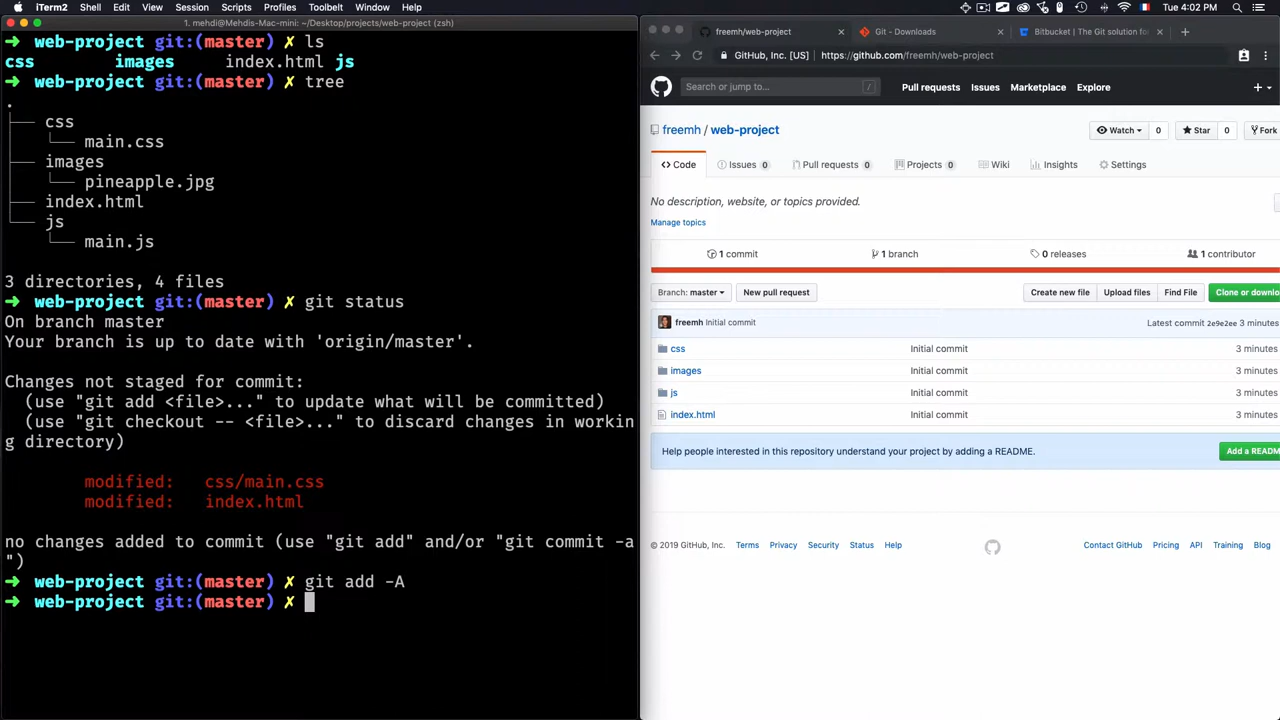 iTerm2 Shell Edit View Session Scripts Profiles Toolbelt Window Help
Tue 4:02 PM
1. mehdi@Mehdis-Mac-mini: ~/Desktop/projects/web-project (zsh)
➜ web-project git:(master) ✗ ls
css images index.html js
➜ web-project git:(master) ✗ tree
.
├── css
│   └── main.css
├── images
│   └── pineapple.jpg
├── index.html
└── js
    └── main.js
3 directories, 4 files
➜ web-project git:(master) ✗ git status
On branch master
Your branch is up to date with 'origin/master'.
Changes not staged for commit:
(use "git add <file>..." to update what will be committed)
(use "git checkout -- <file>..." to discard changes in workin
g directory)
modified: css/main.css
modified: index.html
no changes added to commit (use "git add" and/or "git commit -a
")
➜ web-project git:(master) ✗ git add -A
➜ web-project git:(master) ✗
freemh/web-project
Git - Downloads
Bitbucket | The Git solution fo
GitHub, Inc. [US] | https://github.com/freemh/web-project
Search or jump to... /
Pull requests Issues Marketplace Explore
freemh / web-project
Watch 0 Star 0 Fork
Code Issues 0 Pull requests 0 Projects 0 Wiki Insights Settings
No description, website, or topics provided.
Manage topics
1 commit 1 branch 0 releases 1 contributor
Branch: master New pull request Create new file Upload files Find File Clone or downlo
freemh Initial commit Latest commit 2e9e2ee 3 minutes
css Initial commit 3 minutes
images Initial commit 3 minutes
js Initial commit 3 minutes
index.html Initial commit 3 minutes
Help people interested in this repository understand your project by adding a README. Add a READM
© 2019 GitHub, Inc. Terms Privacy Security Status Help Contact GitHub Pricing API Training Blog